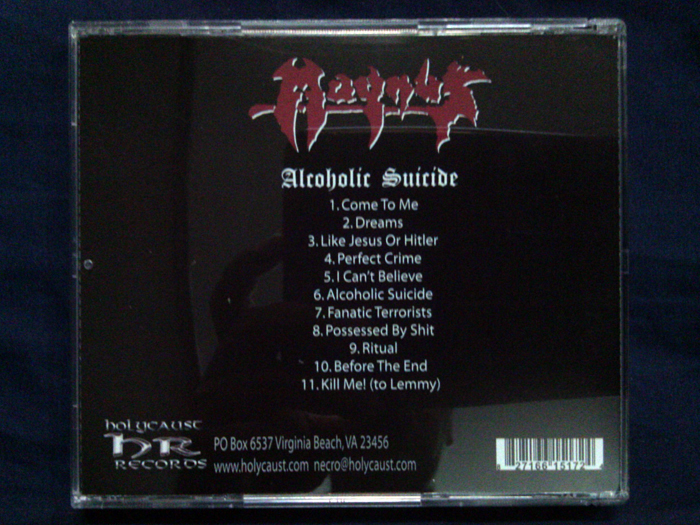 Magnus
Alcoholic Suicide
1. Come To Me
2. Dreams
3. Like Jesus Or Hitler
4. Perfect Crime
5. I Can't Believe
6. Alcoholic Suicide
7. Fanatic Terrorists
8. Possessed By Shit
9. Ritual
10. Before The End
11. Kill Me! (to Lemmy)
HOLYCAUST
HR
RECORDS
PO Box 6537 Virginia Beach, VA 23456
www.holycaust.com necro@holycaust.com